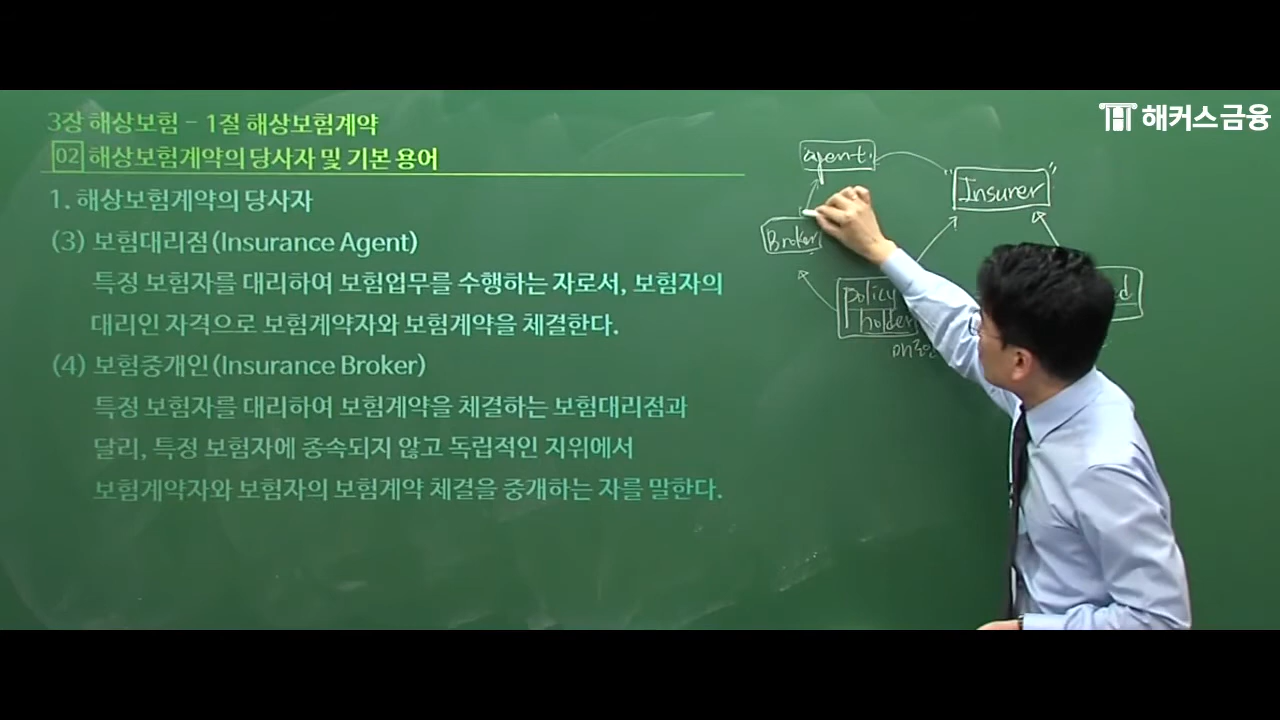 해커스금융
3장 해상보험 - 1절 해상보험계약
02 해상보험계약의 당사자 및 기본 용어
1. 해상보험계약의 당사자
(3) 보험대리점(Insurance Agent)
특정 보험자를 대리하여 보험업무를 수행하는 자로서, 보험자의
대리인 자격으로 보험계약자와 보험계약을 체결한다.
(4) 보험중개인(Insurance Broker)
특정 보험자를 대리하여 보험계약을 체결하는 보험대리점과
달리, 특정 보험자에 종속되지 않고 독립적인 지위에서
보험계약자와 보험자의 보험계약 체결을 중개하는 자를 말한다.
agent
"Insurer"
Broker
policy
holder